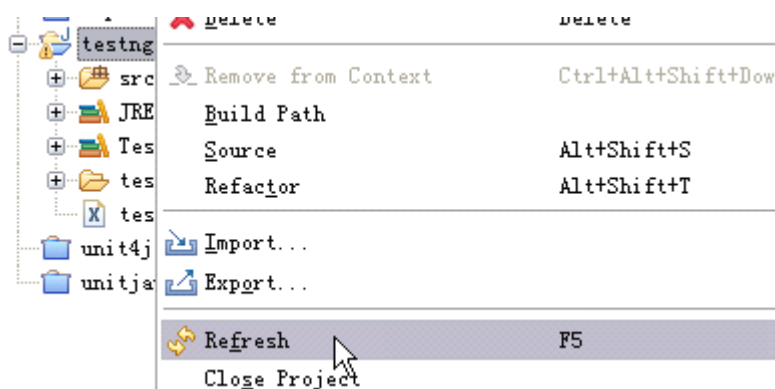 Delete Delete
testng
src
Remove from Context Ctrl+Alt+Shift+Dow
JRE
Build Path
Tes
Source Alt+Shift+S
tes
Refactor Alt+Shift+T
tes
unit4j
Import...
unitja
Export...
Refresh F5
Close Project